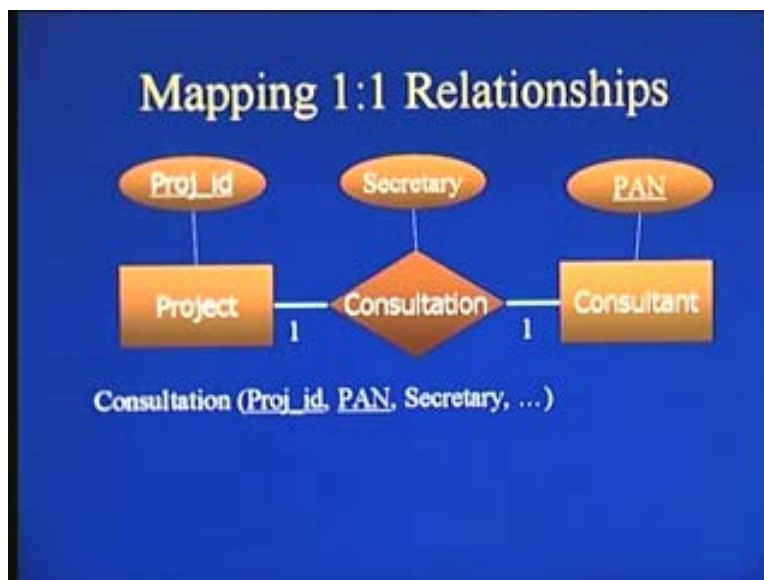 Mapping 1:1 Relationships
Proj_id
Secretary
PAN
Project
Consultation
Consultant
1
1
Consultation (Proj_id, PAN, Secretary, ...)